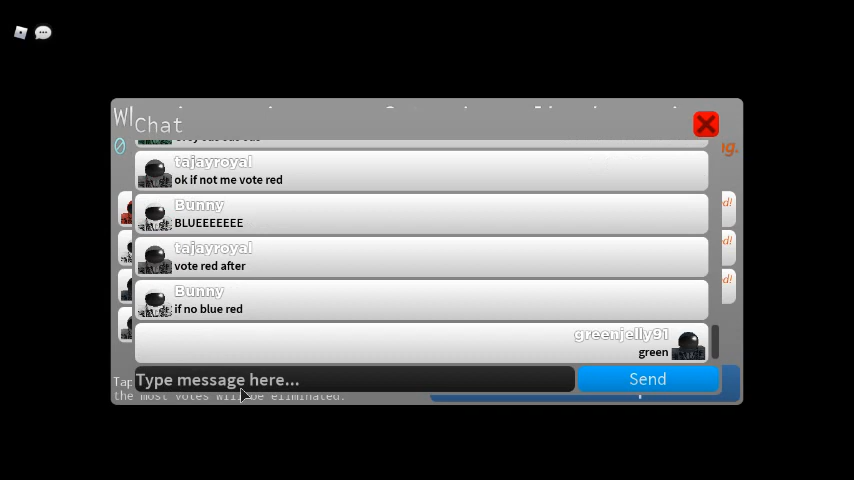 Chat
tajayroyal
ok if not me vote red
Bunny
BLUEEEEEEE
tajayroyal
vote red after
Bunny
if no blue red
greenjelly91
green
Type message here...
Send
Tap
the most votes will be eliminated.